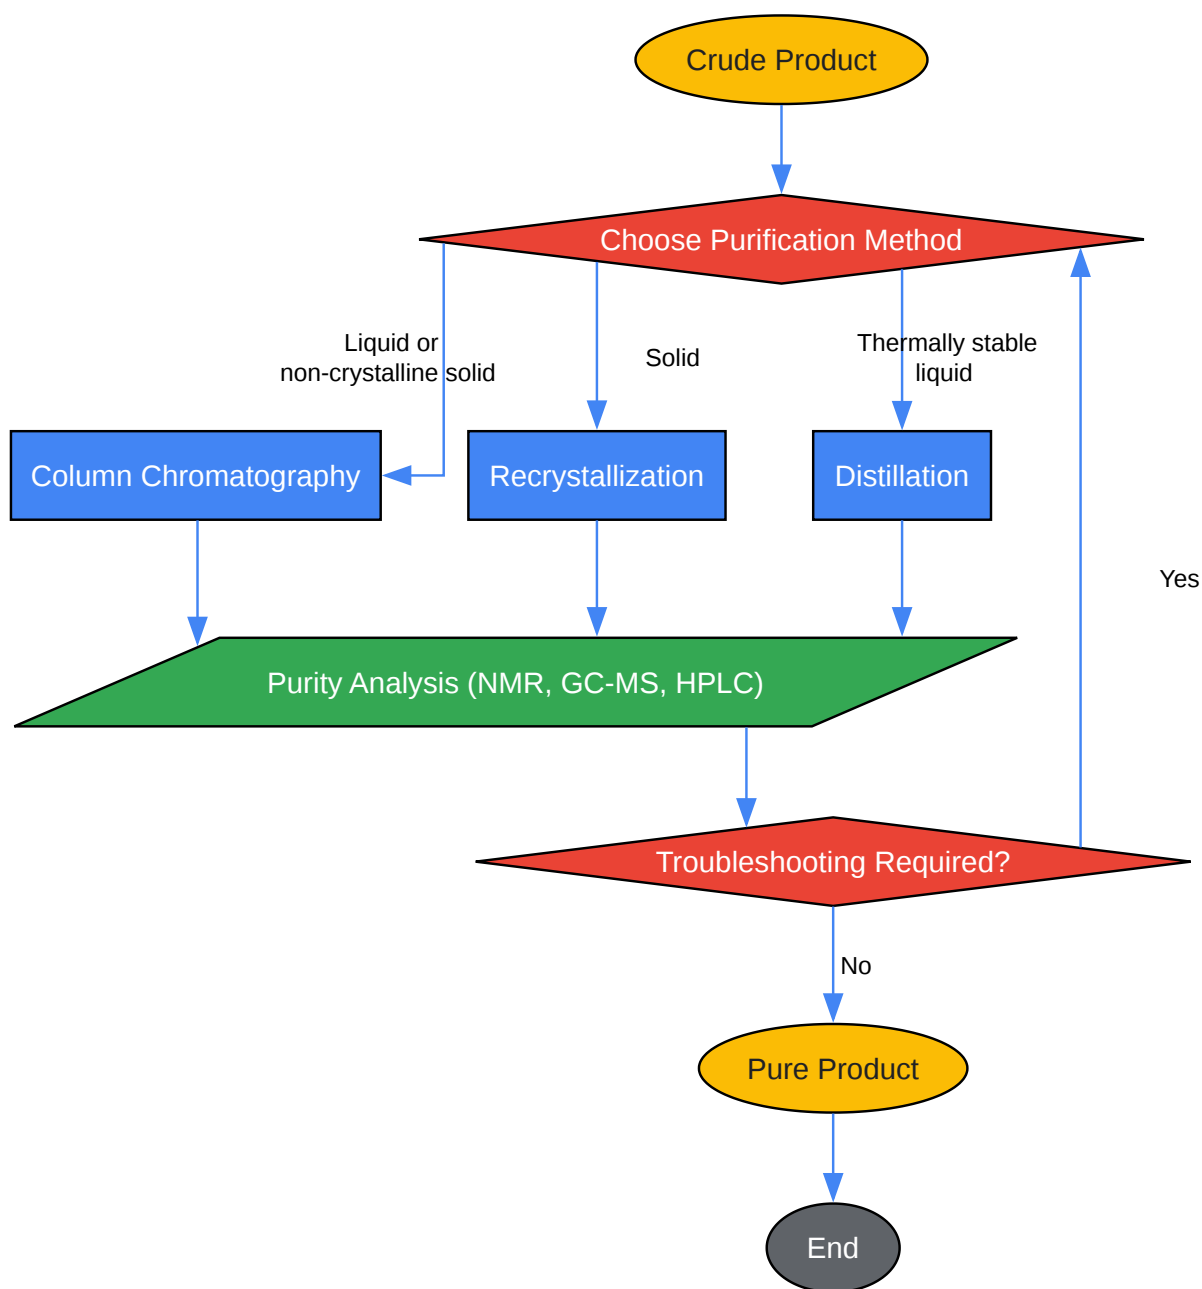 Crude Product
Choose Purification Method
Liquid or
non-crystalline solid
Solid
Thermally stable
liquid
Column Chromatography
Recrystallization
Distillation
Yes
Purity Analysis (NMR, GC-MS, HPLC)
Troubleshooting Required?
No
Pure Product
End